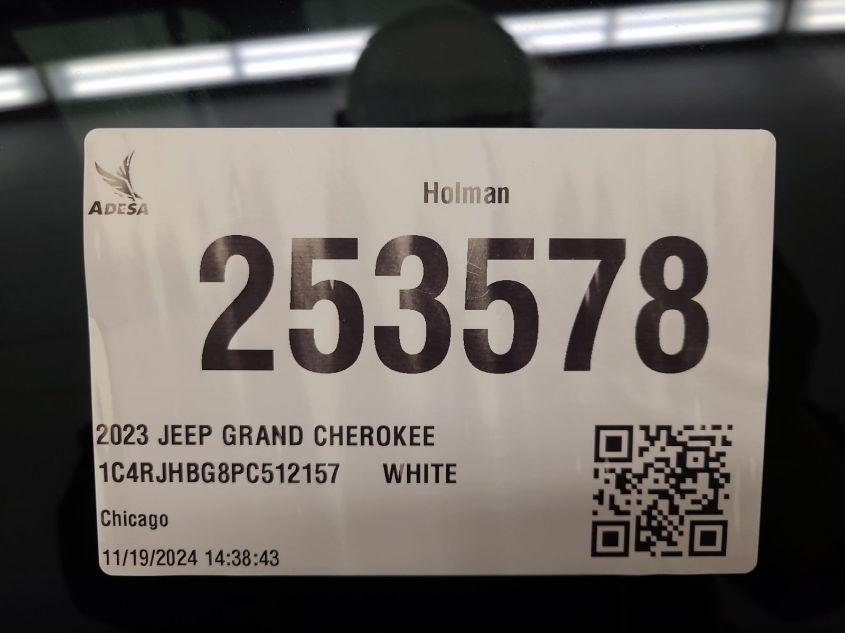 ADESA
Holman
253578
2023 JEEP GRAND CHEROKEE
1C4RJHBG8PC512157 WHITE
Chicago
11/19/2024 14:38:43